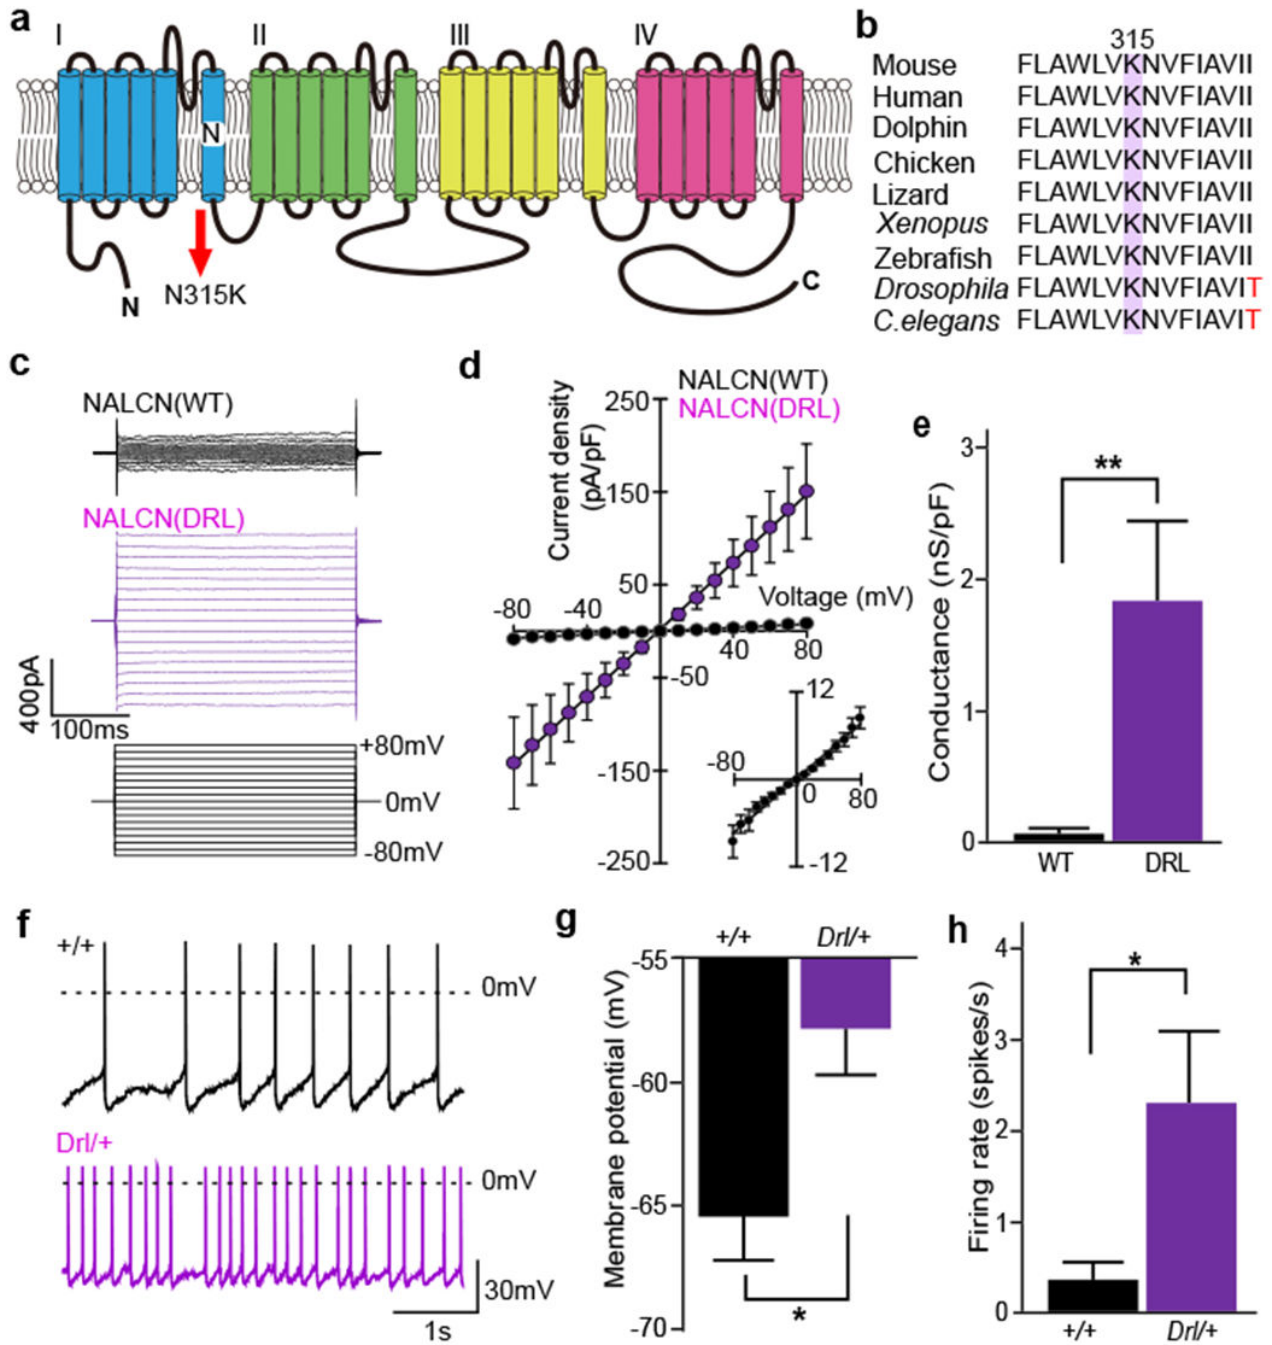 a
I
II
III
IV
N
N315K
N
C
b
315
Mouse FLAWLVKNVFIAVII
Human FLAWLVKNVFIAVII
Dolphin FLAWLVKNVFIAVII
Chicken FLAWLVKNVFIAVII
Lizard FLAWLVKNVFIAVII
Xenopus FLAWLVKNVFIAVII
Zebrafish FLAWLVKNVFIAVII
Drosophila FLAWLVKNVFIAVIT
C.elegans FLAWLVKNVFIAVIT
c
NALCN(WT)
NALCN(DRL)
400pA
100ms
+80mV
0mV
-80mV
d
NALCN(WT)
NALCN(DRL)
Current density
(pA/pF)
250
150
50
-50
-150
-250
Voltage (mV)
-80 -40
40 80
12
-80
0 80
-12
e
Conductance (nS/pF)
3
2
1
0
**
WT DRL
f
+/+
0mV
Drl/+
0mV
30mV
1s
g
+/+ Drl/+
Membrane potential (mV)
-55
-60
-65
-70
*
h
Firing rate (spikes/s)
4
3
2
1
0
*
+/+ Drl/+